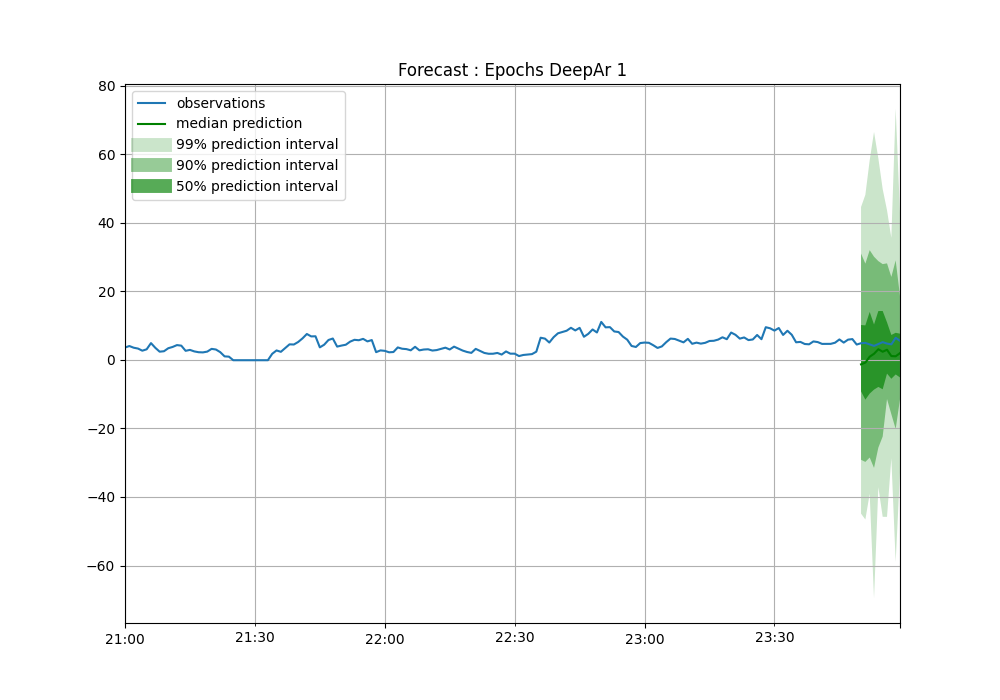 Forecast : Epochs DeepAr 1
observations
median prediction
99% prediction interval
90% prediction interval
50% prediction interval
80
60
40
20
0
−20
−40
−60
21:00
21:30
22:00
22:30
23:00
23:30